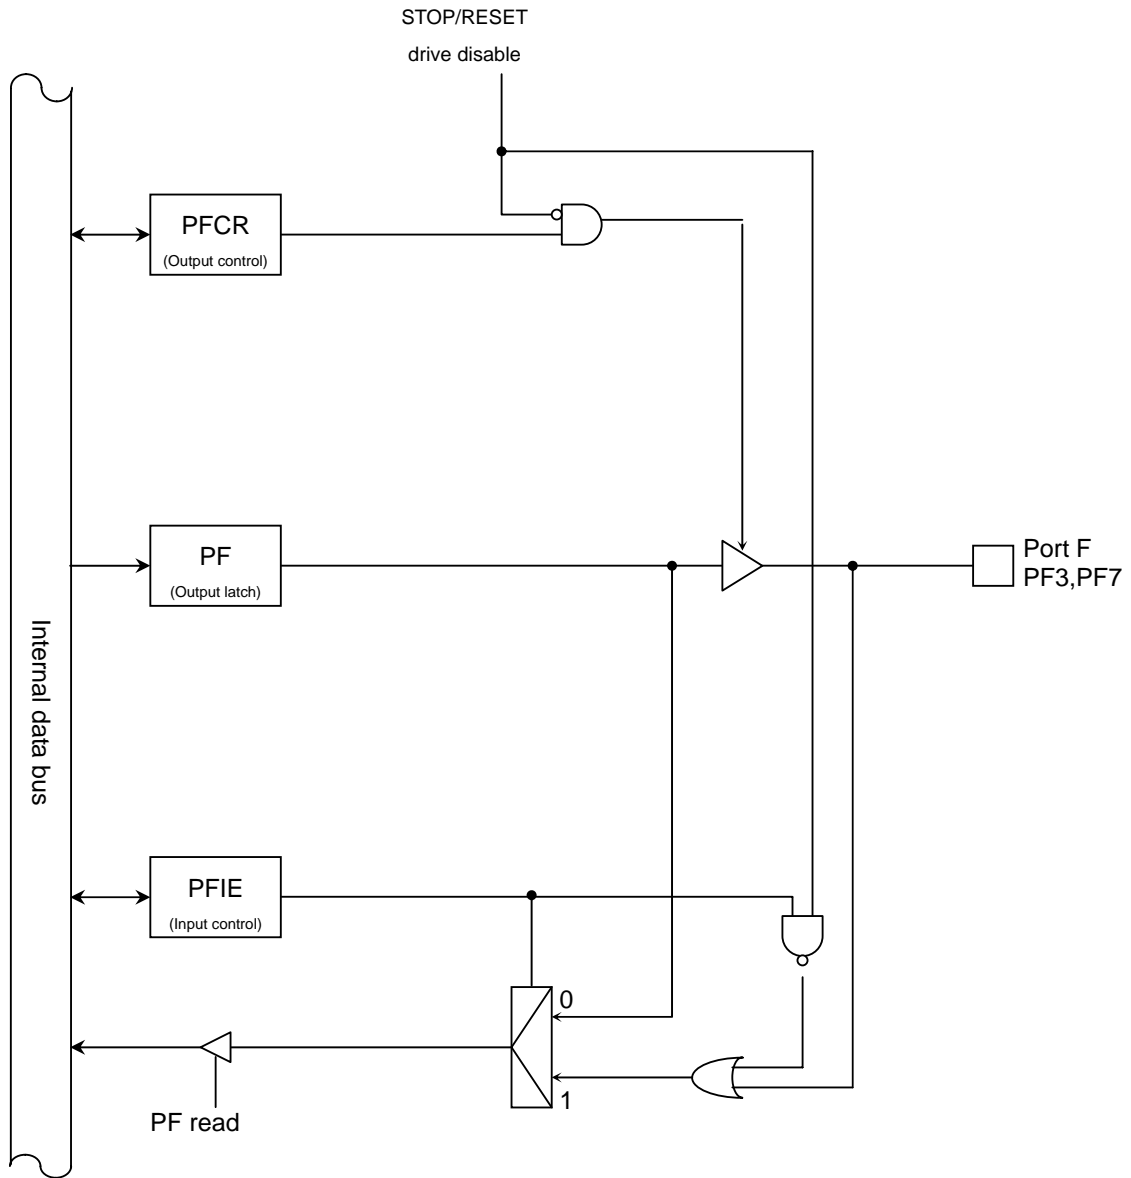 STOP/RESET
drive disable
PFCR
(Output control)
PF
(Output latch)
Port F
PF3,PF7
Internal data bus
PFIE
(Input control)
0
1
PF read